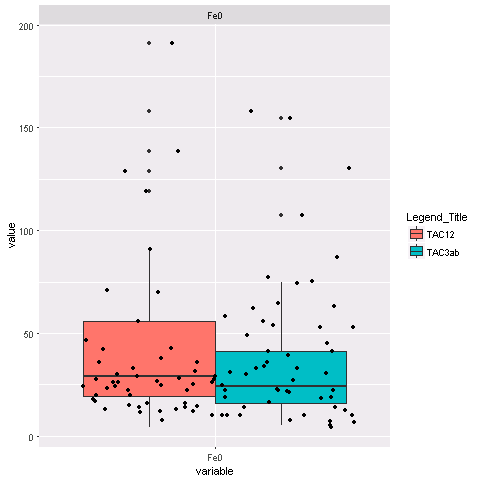 Fe0
200
150
100
50
0
value
Fe0
variable
Legend_Title
TAC12
TAC3ab